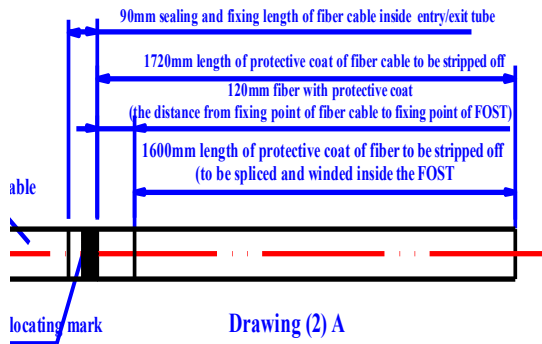 90mm sealing and fixing length of fiber cable inside entry/exit tube
1720mm length of protective coat of fiber cable to be stripped off
120mm fiber with protective coat
(the distance from fixing point of fiber cable to fixing point of FOST)
1600mm length of protective coat of fiber to be stripped off
(to be spliced and winded inside the FOST
able
locating mark
Drawing (2) A